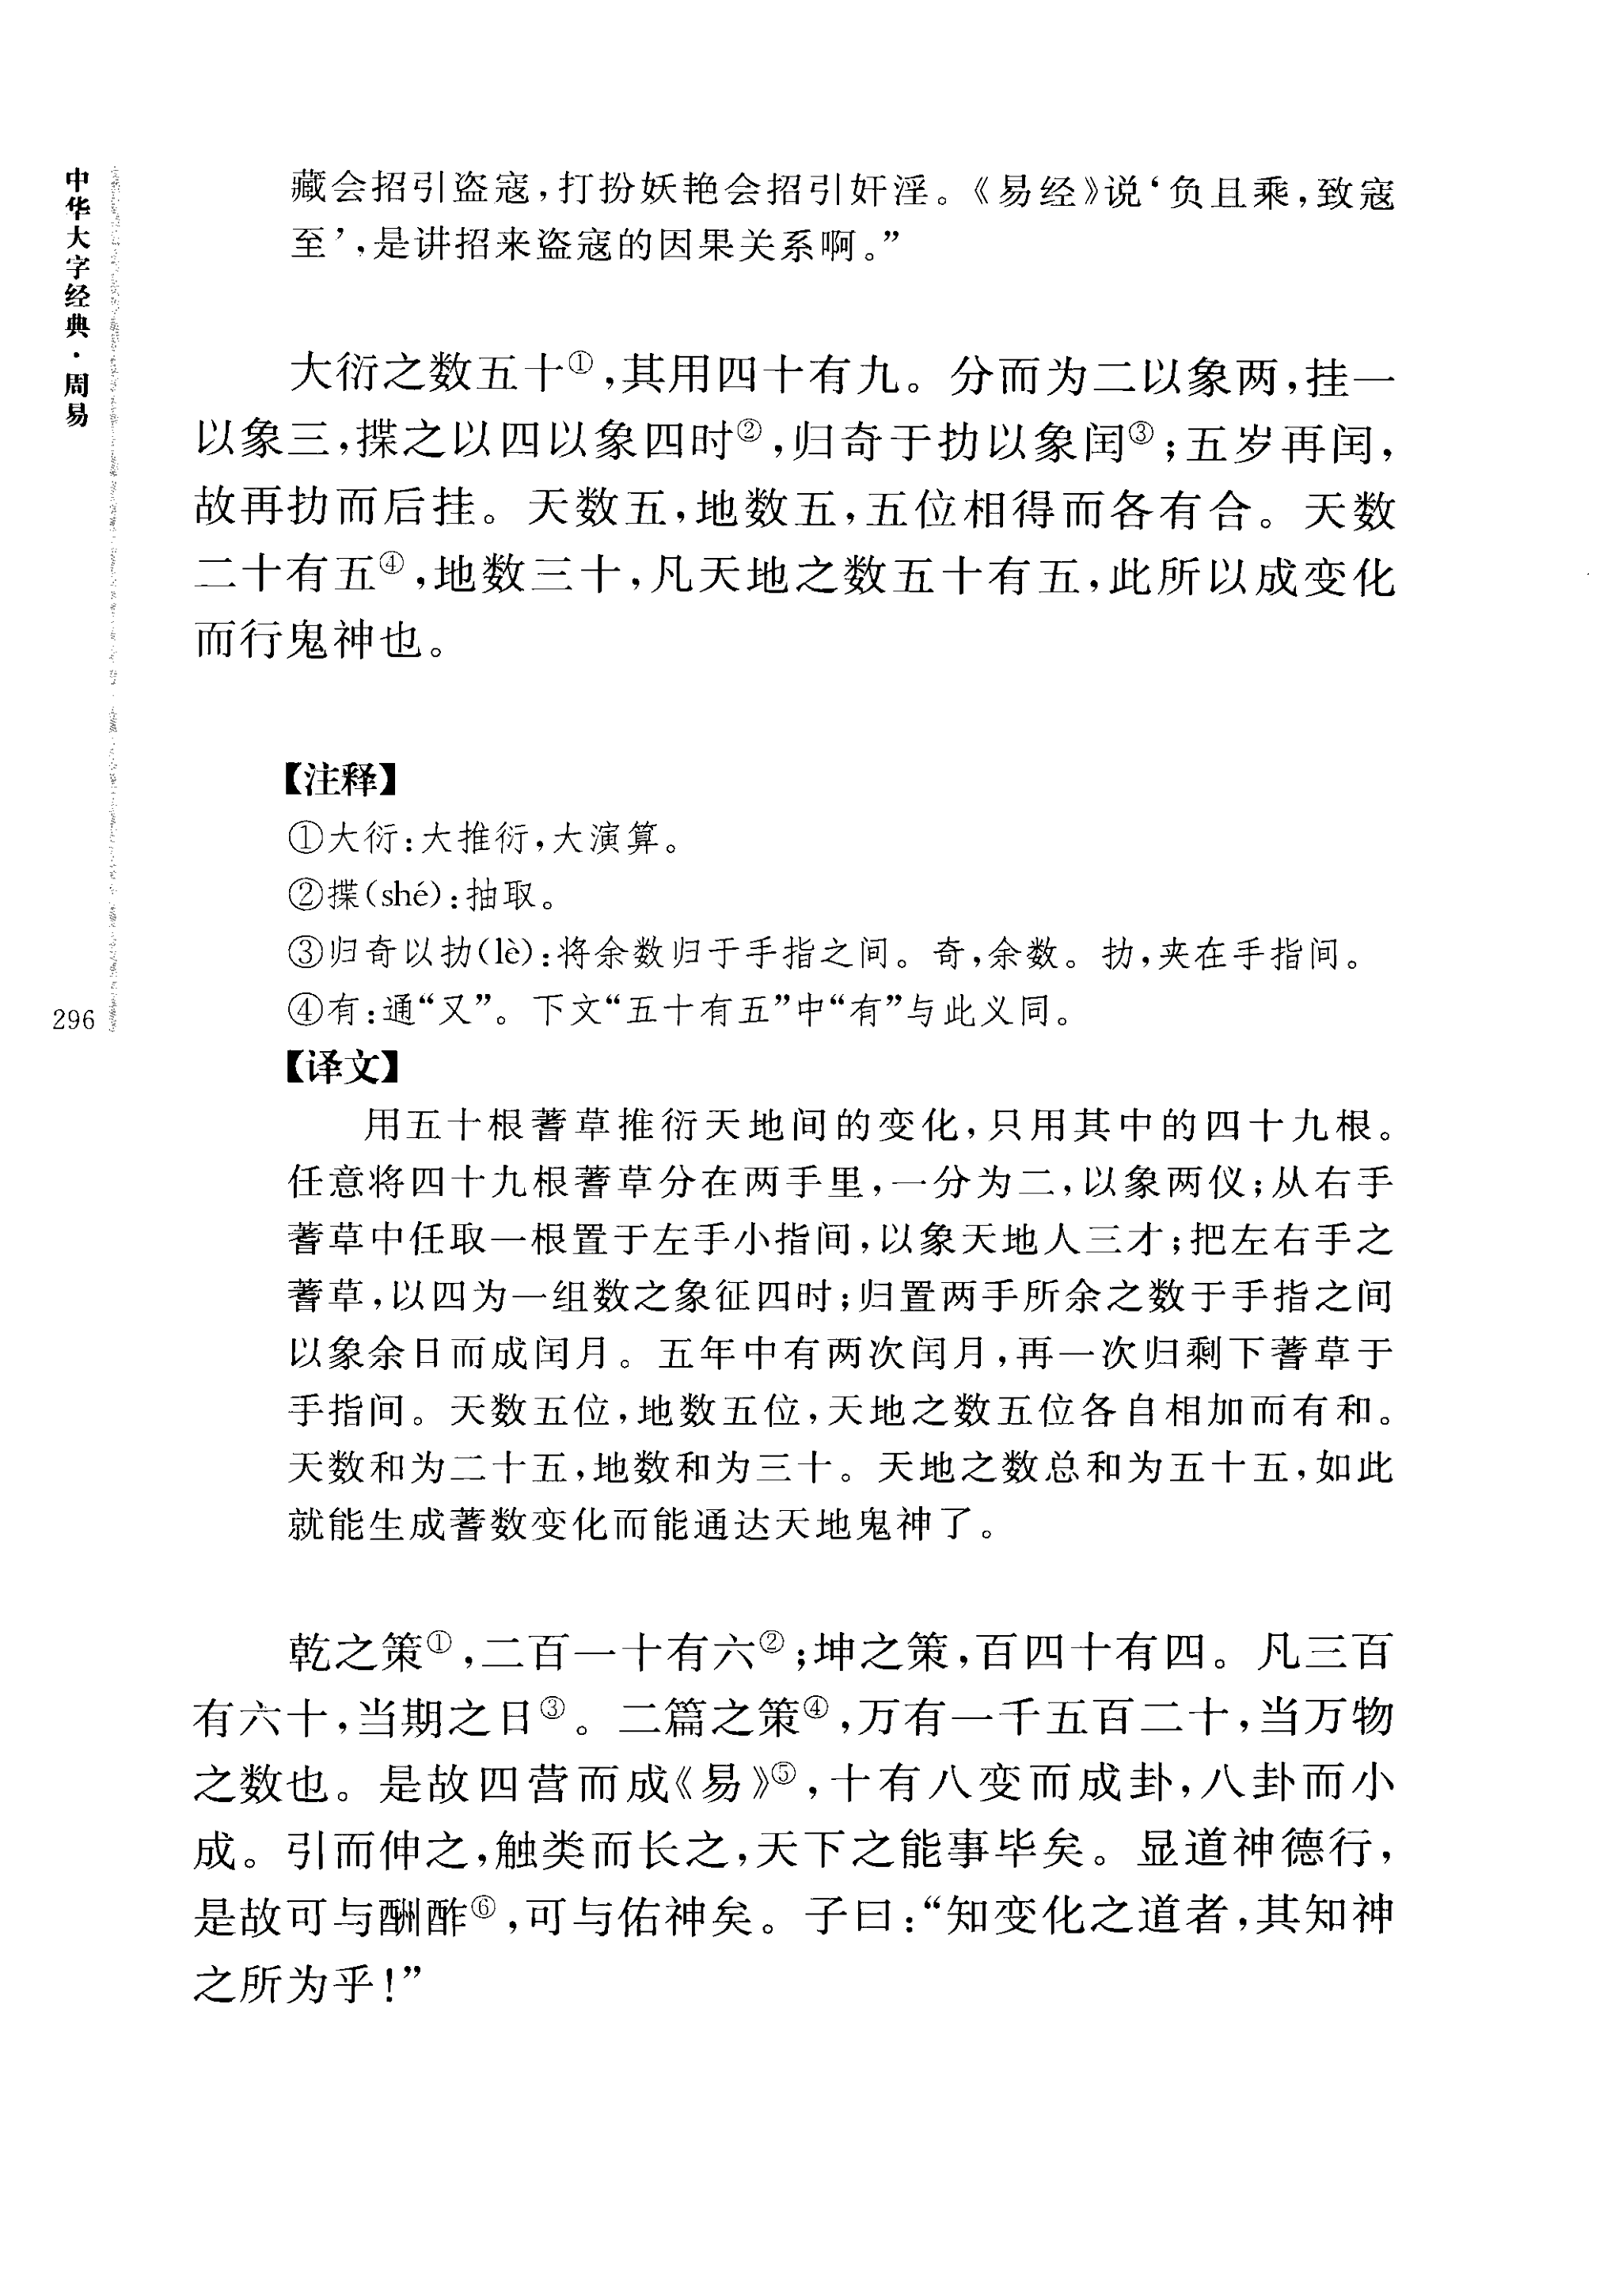 中华大字经典·周易
296
藏会招引盗寇，打扮妖艳会招引奸淫。《易经》说‘负且乘，致寇
至’，是讲招来盗寇的因果关系啊。”
大衍之数五十①，其用四十有九。分而为二以象两，挂一
以象三，揲之以四以象四时②，归奇于扐以象闰③；五岁再闰，
故再扐而后挂。天数五，地数五，五位相得而各有合。天数
二十有五④，地数三十，凡天地之数五十有五，此所以成变化
而行鬼神也。
【注释】
①大衍：大推衍，大演算。
②揲(shé)：抽取。
③归奇以扐(lè)：将余数归于手指之间。奇，余数。扐，夹在手指间。
④有：通“又”。下文“五十有五”中“有”与此义同。
【译文】
用五十根蓍草推衍天地间的变化，只用其中的四十九根。
任意将四十九根蓍草分在两手里，一分为二，以象两仪；从右手
蓍草中任取一根置于左手小指间，以象天地人三才；把左右手之
蓍草，以四为一组数之象征四时；归置两手所余之数于手指之间
以象余日而成闰月。五年中有两次闰月，再一次归剩下蓍草于
手指间。天数五位，地数五位，天地之数五位各自相加而有和。
天数和为二十五，地数和为三十。天地之数总和为五十五，如此
就能生成蓍数变化而能通达天地鬼神了。
乾之策①，二百一十有六②；坤之策，百四十有四。凡三百
有六十，当期之日③。二篇之策④，万有一千五百二十，当万物
之数也。是故四营而成《易》⑤，十有八变而成卦，八卦而小
成。引而伸之，触类而长之，天下之能事毕矣。显道神德行，
是故可与酬酢⑥，可与佑神矣。子曰：“知变化之道者，其知神
之所为乎！”